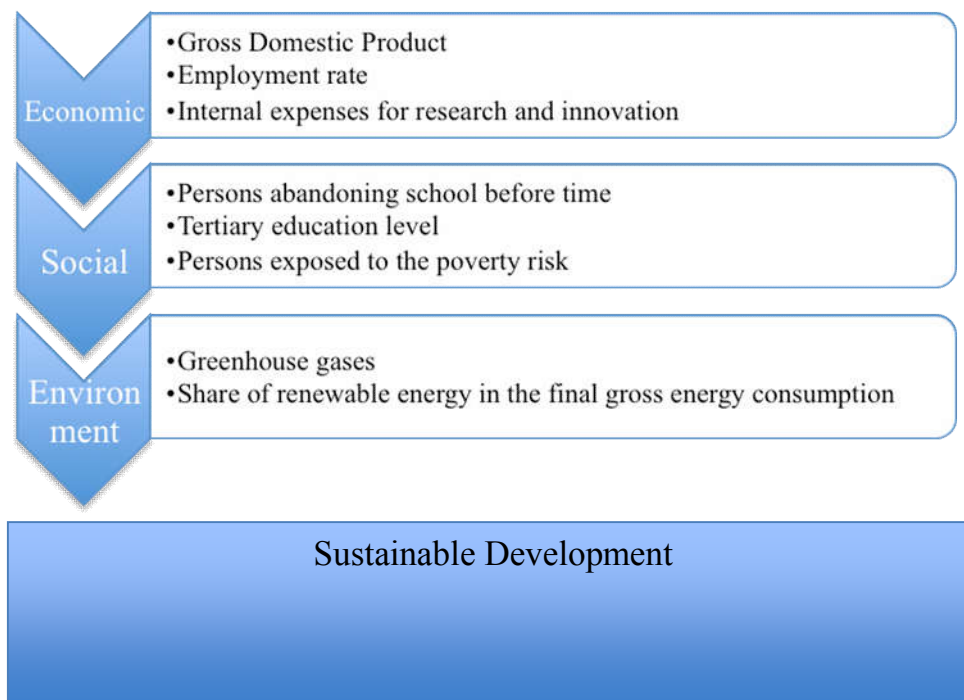 Economic
•Gross Domestic Product
•Employment rate
•Internal expenses for research and innovation
Social
•Persons abandoning school before time
•Tertiary education level
•Persons exposed to the poverty risk
Environ
ment
•Greenhouse gases
•Share of renewable energy in the final gross energy consumption
Sustainable Development